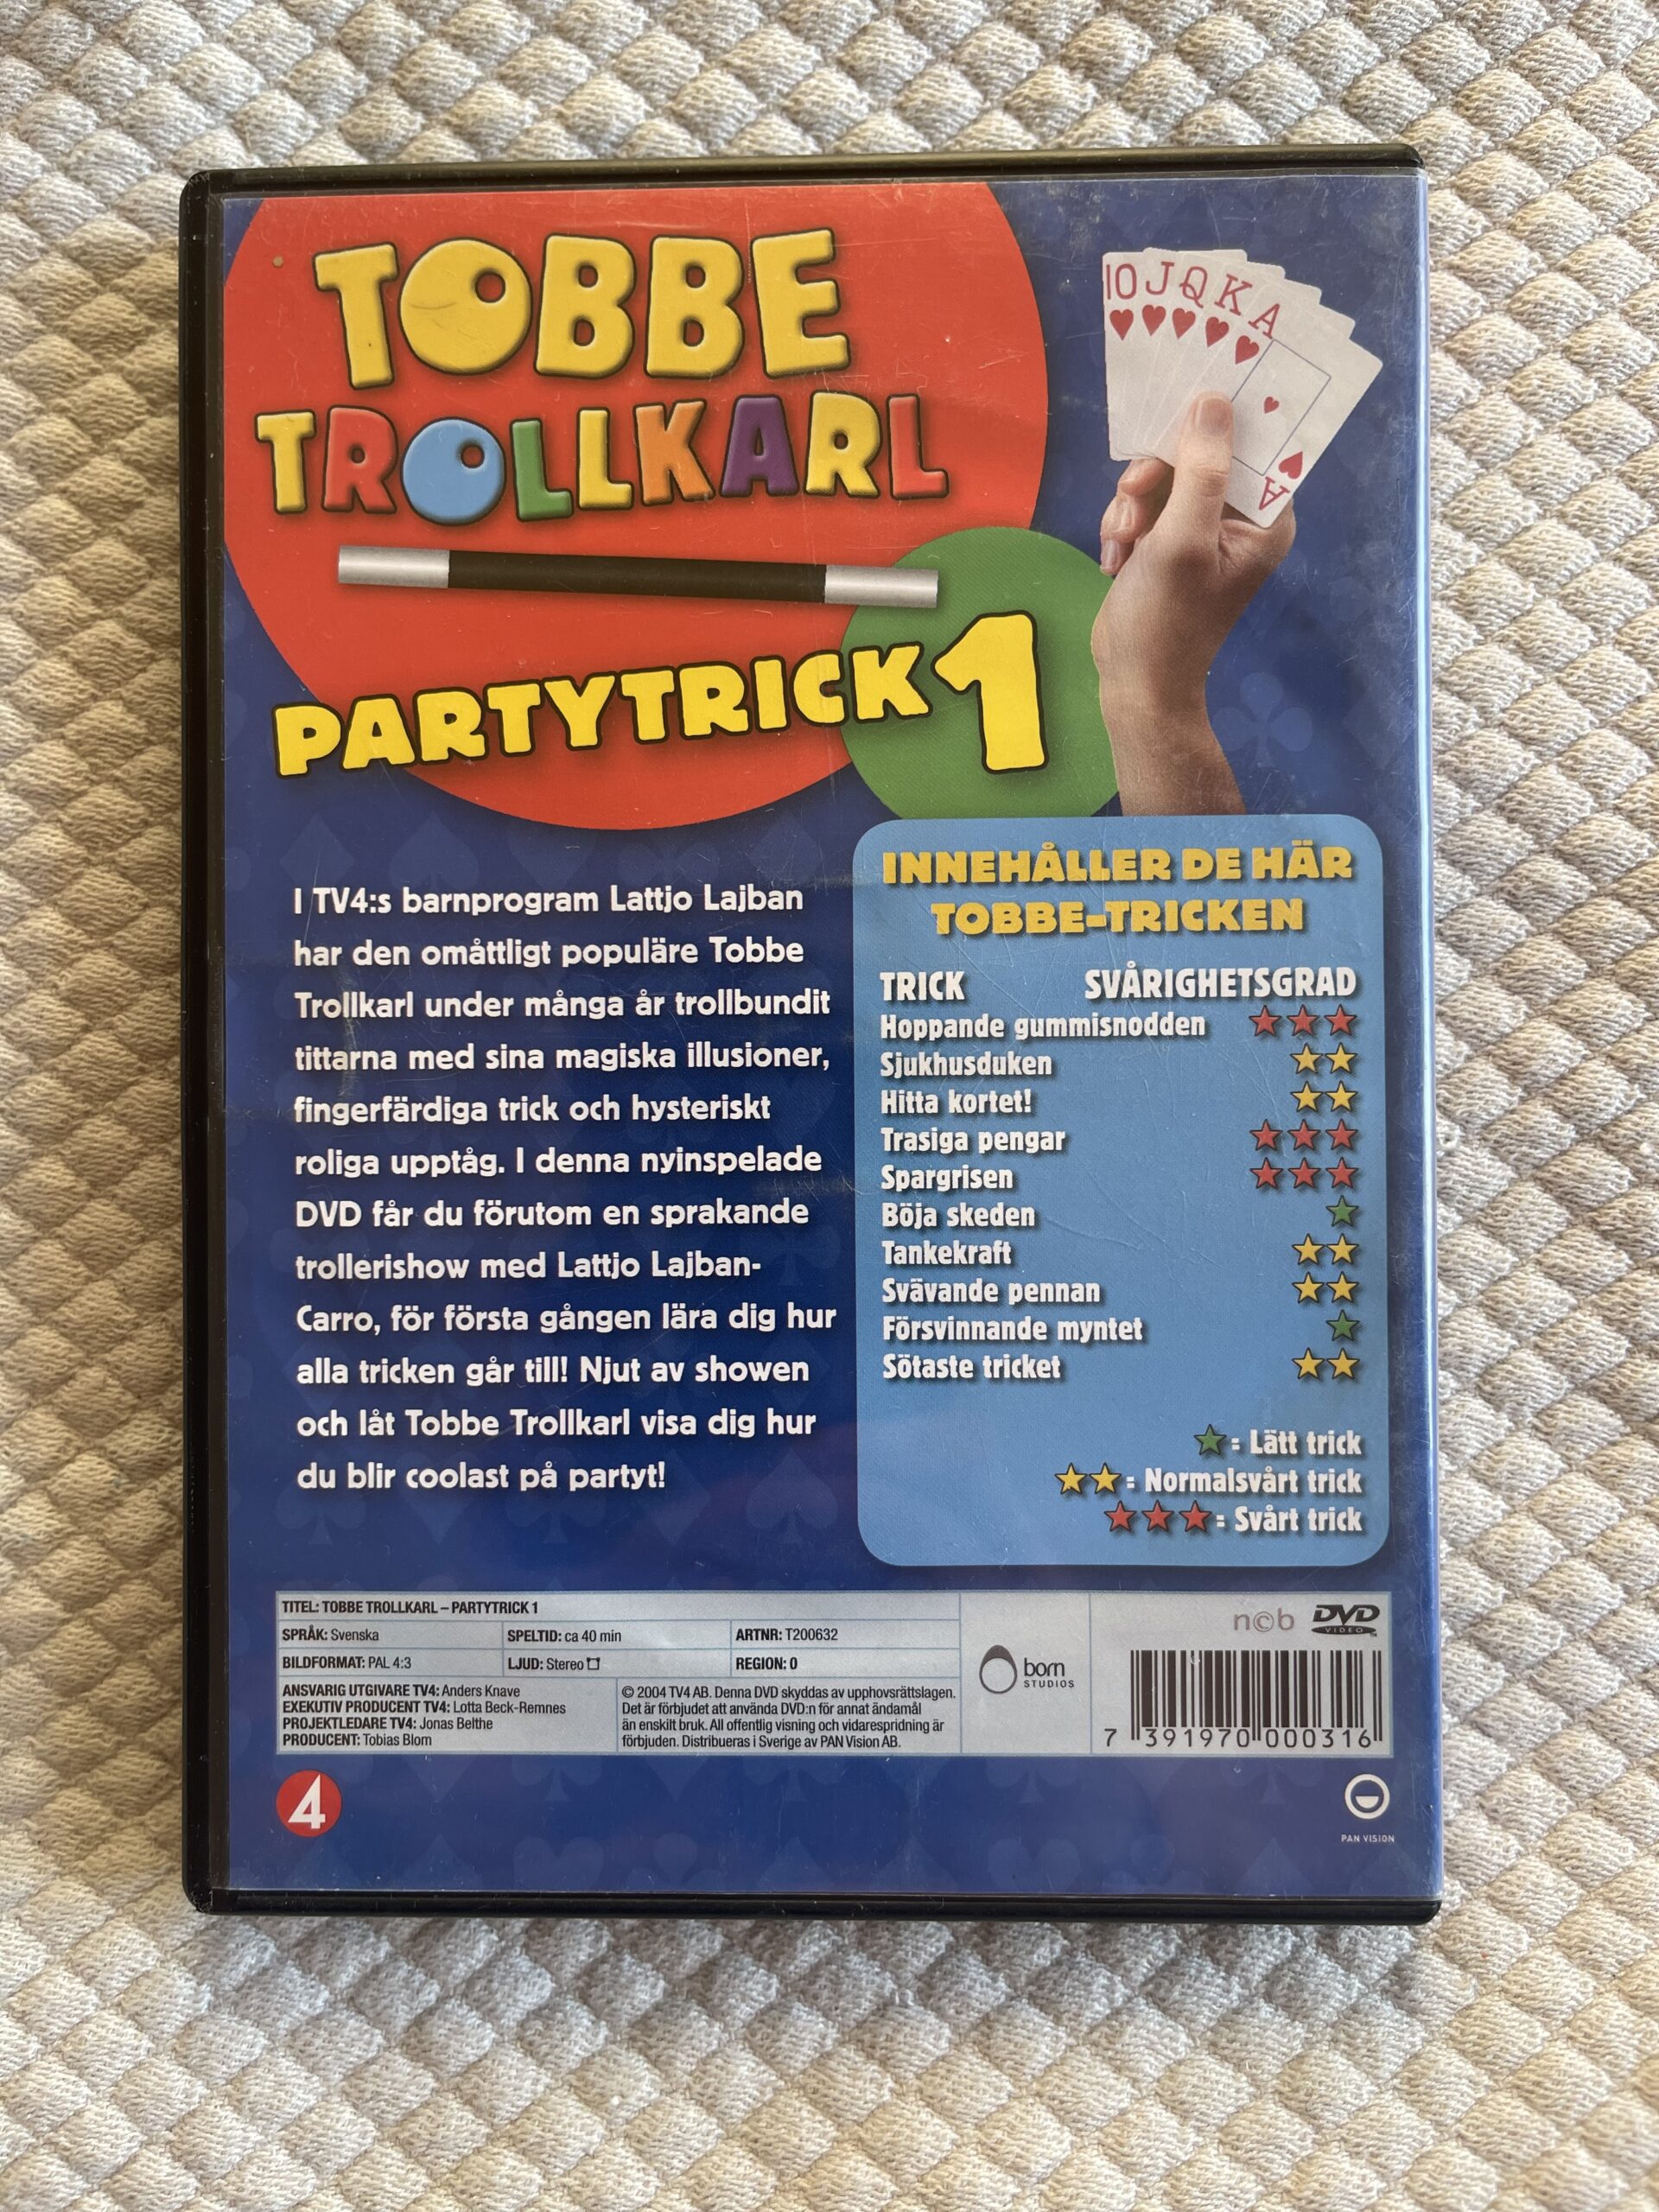 TOBBE
TROLLKARL
PARTYTRICK 1
10 J Q K A
A
I TV4:s barnprogram Lattjo Lajban
har den omåttligt populäre Tobbe
Trollkarl under många år trollbundit
tittarna med sina magiska illusioner,
fingerfärdiga trick och hysteriskt
roliga upptåg. I denna nyinspelade
DVD får du förutom en sprakande
trollerishow med Lattjo Lajban-
Carro, för första gången lära dig hur
alla tricken går till! Njut av showen
och låt Tobbe Trollkarl visa dig hur
du blir coolast på partyt!
INNEHÅLLER DE HÄR
TOBBE-TRICKEN
TRICK SVÅRIGHETSGRAD
Hoppande gummisnodden ★★★
Sjukhusduken ★★
Hitta kortet! ★★
Trasiga pengar ★★★
Spargrisen ★★★
Böja skeden ★
Tankekraft ★★
Svävande pennan ★★
Försvinnande myntet ★
Sötaste tricket ★★
★= Lätt trick
★★= Normalsvårt trick
★★★= Svårt trick
TITEL: TOBBE TROLLKARL – PARTYTRICK 1
SPRÅK: Svenska SPELTID: ca 40 min ARTNR: T200632
BILDFORMAT: PAL 4:3 LJUD: Stereo REGION: 0
ANSVARIG UTGIVARE TV4: Anders Knave
EXEKUTIV PRODUCENT TV4: Lotta Beck-Remnes
PROJEKTLEDARE TV4: Jonas Belthe
PRODUCENT: Tobias Blom
© 2004 TV4 AB. Denna DVD skyddas av upphovsrättslagen.
Det är förbjudet att använda DVD:n för annat ändamål
än enskilt bruk. All offentlig visning och vidarespridning är
förbjuden. Distribueras i Sverige av PAN Vision AB.
born
STUDIOS
n©b DVD
VIDEO
7 391970 000316
4
PAN VISION